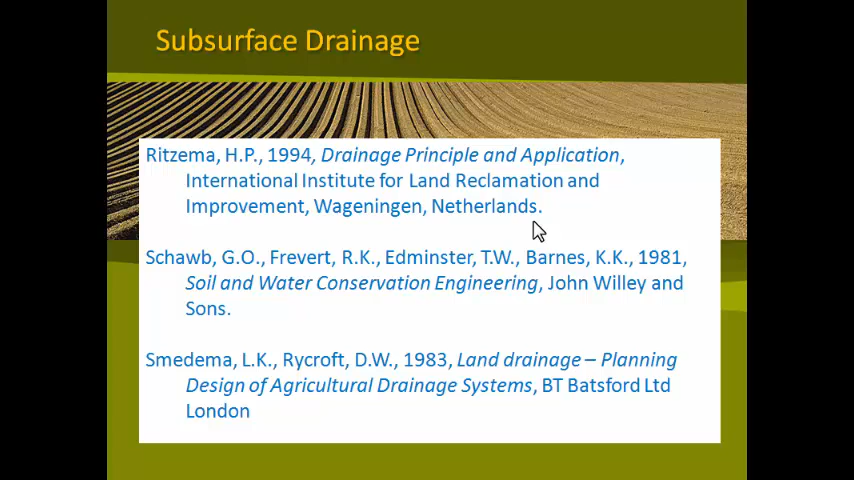 Subsurface Drainage
Ritzema, H.P., 1994, Drainage Principle and Application,
International Institute for Land Reclamation and
Improvement, Wageningen, Netherlands.
Schawb, G.O., Frevert, R.K., Edminster, T.W., Barnes, K.K., 1981,
Soil and Water Conservation Engineering, John Willey and
Sons.
Smedema, L.K., Rycroft, D.W., 1983, Land drainage – Planning
Design of Agricultural Drainage Systems, BT Batsford Ltd
London